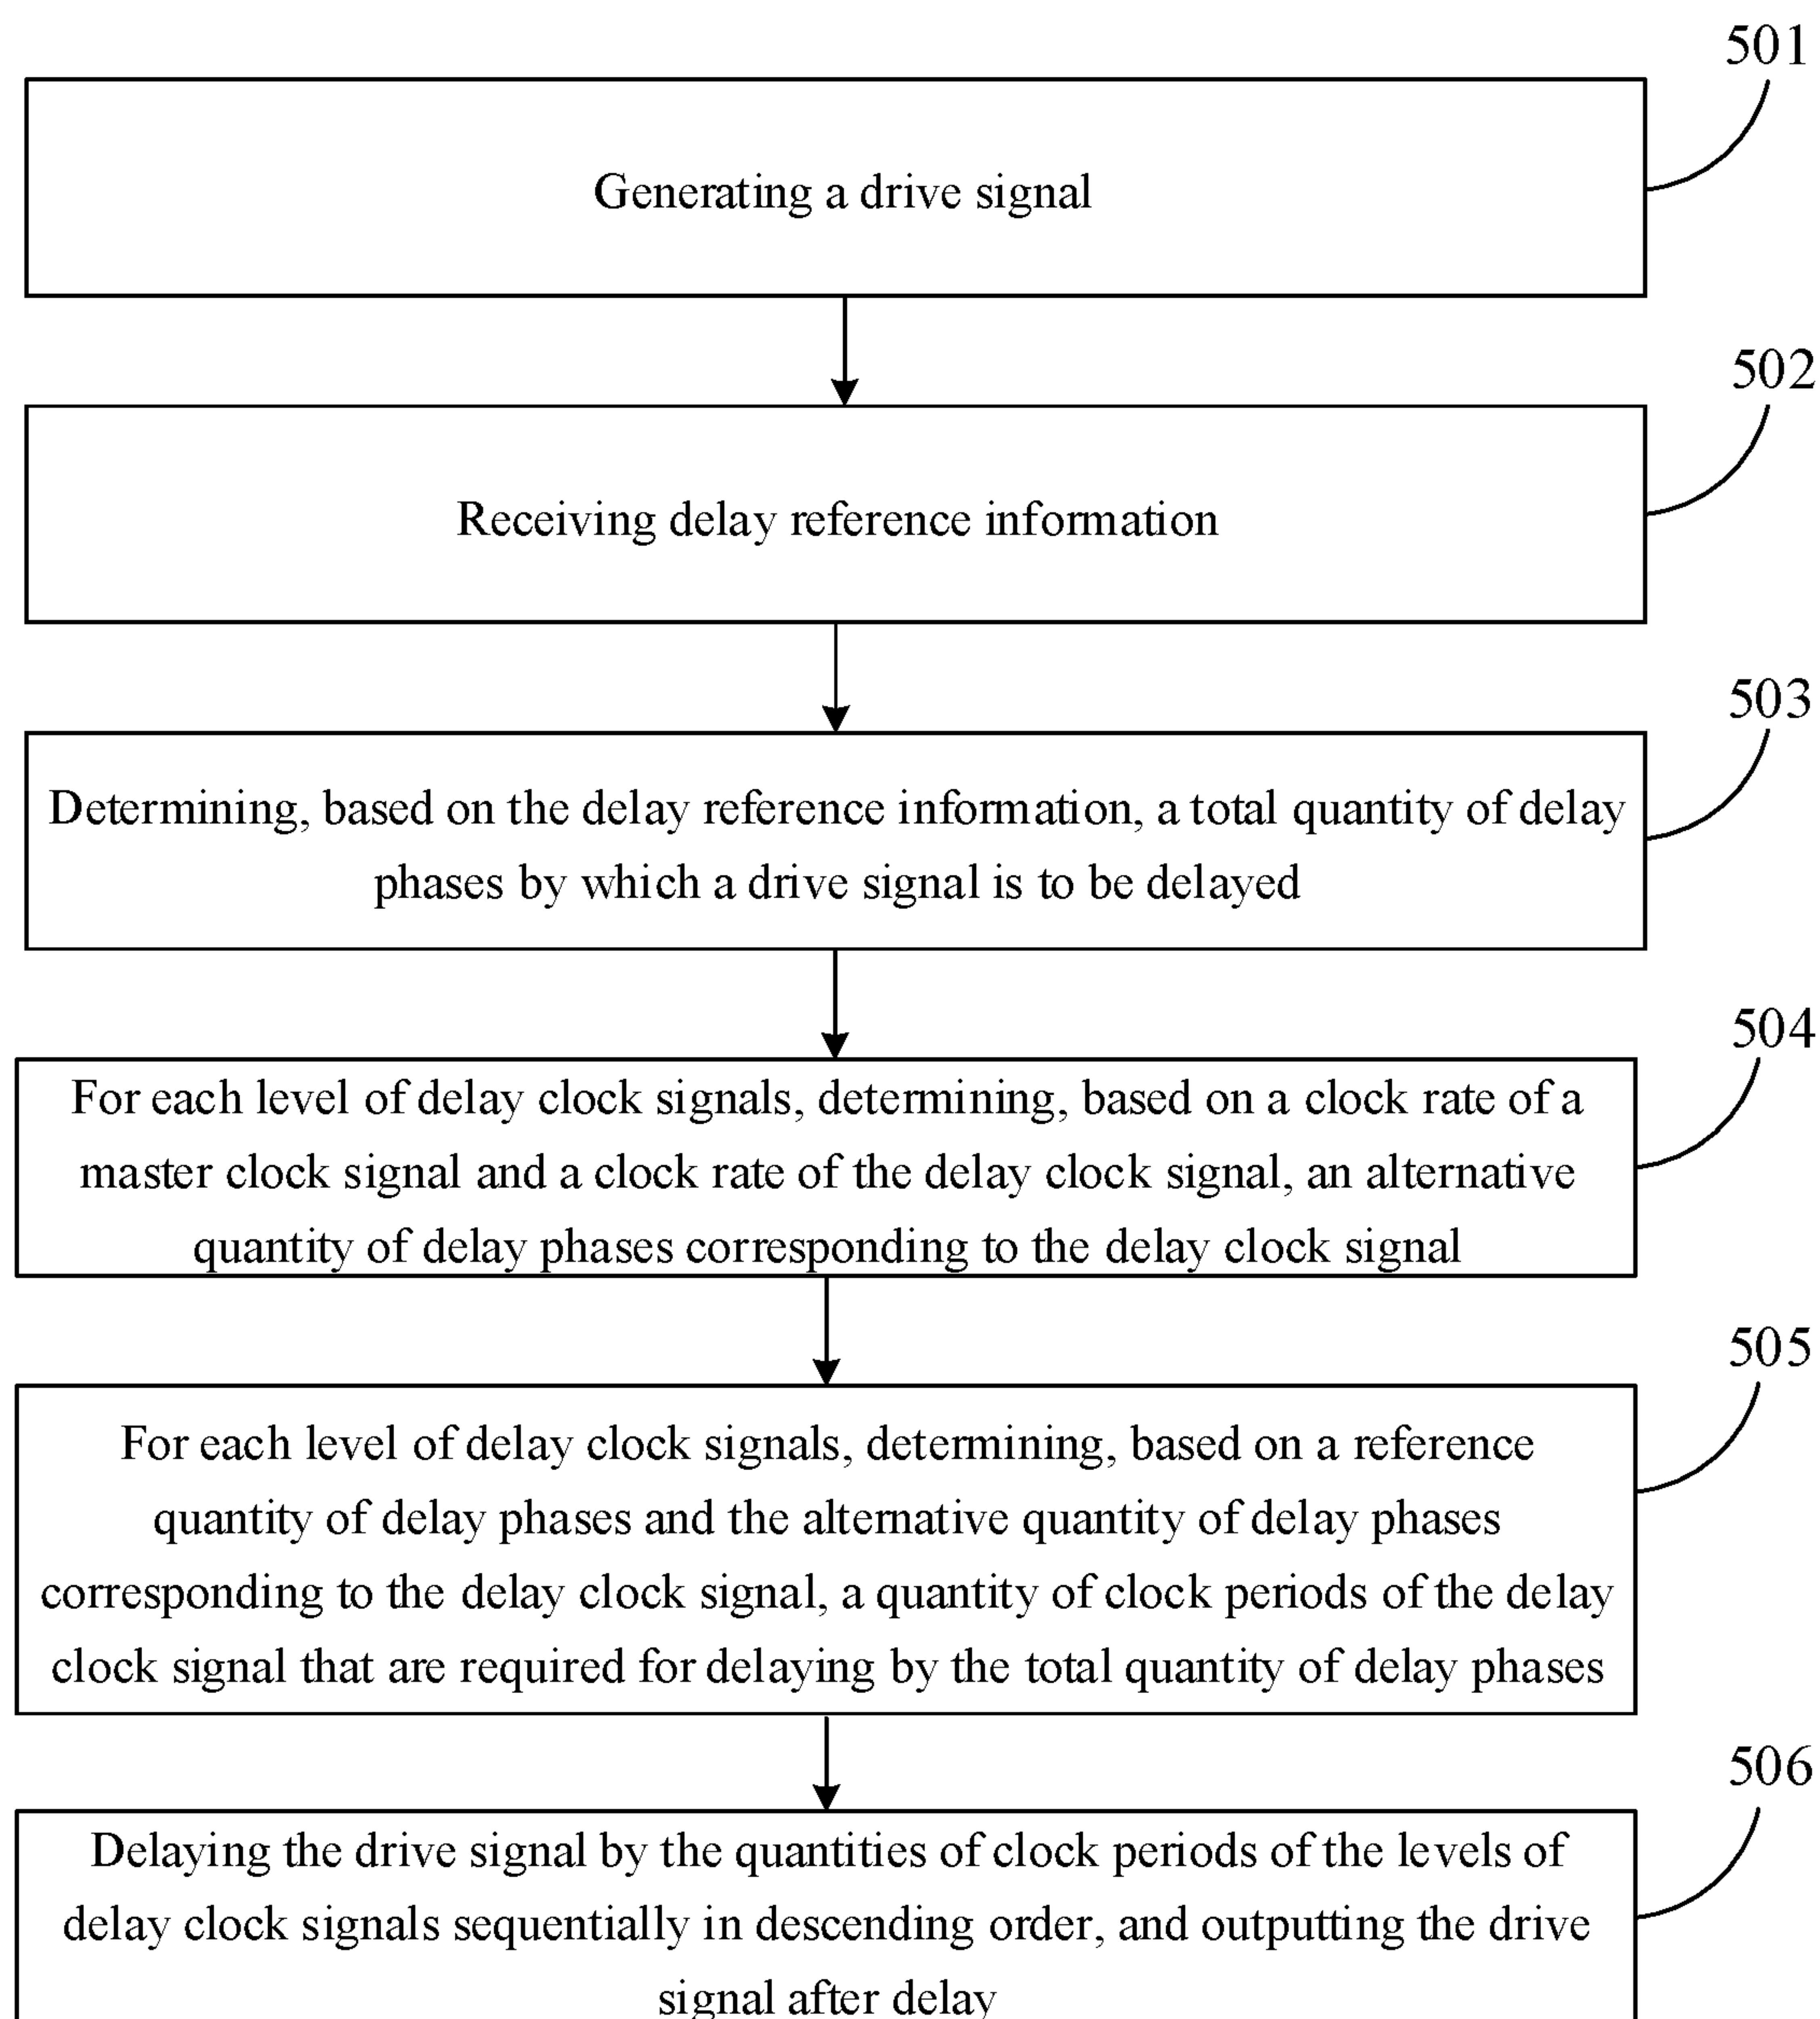 501
Generating a drive signal
502
Receiving delay reference information
503
Determining, based on the delay reference information, a total quantity of delay
phases by which a drive signal is to be delayed
504
For each level of delay clock signals, determining, based on a clock rate of a
master clock signal and a clock rate of the delay clock signal, an alternative
quantity of delay phases corresponding to the delay clock signal
505
For each level of delay clock signals, determining, based on a reference
quantity of delay phases and the alternative quantity of delay phases
corresponding to the delay clock signal, a quantity of clock periods of the delay
clock signal that are required for delaying by the total quantity of delay phases
506
Delaying the drive signal by the quantities of clock periods of the levels of
delay clock signals sequentially in descending order, and outputting the drive
signal after delay